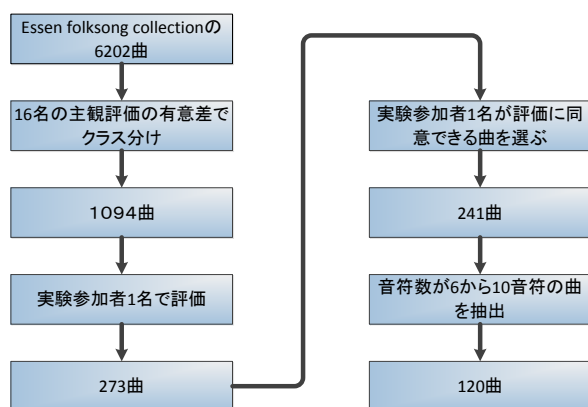 Essen folksong collectionの
6202曲
16名の主観評価の有意差で
クラス分け
1094曲
実験参加者1名で評価
273曲
実験参加者1名が評価に同
意できる曲を選ぶ
241曲
音符数が6から10音符の曲
を抽出
120曲